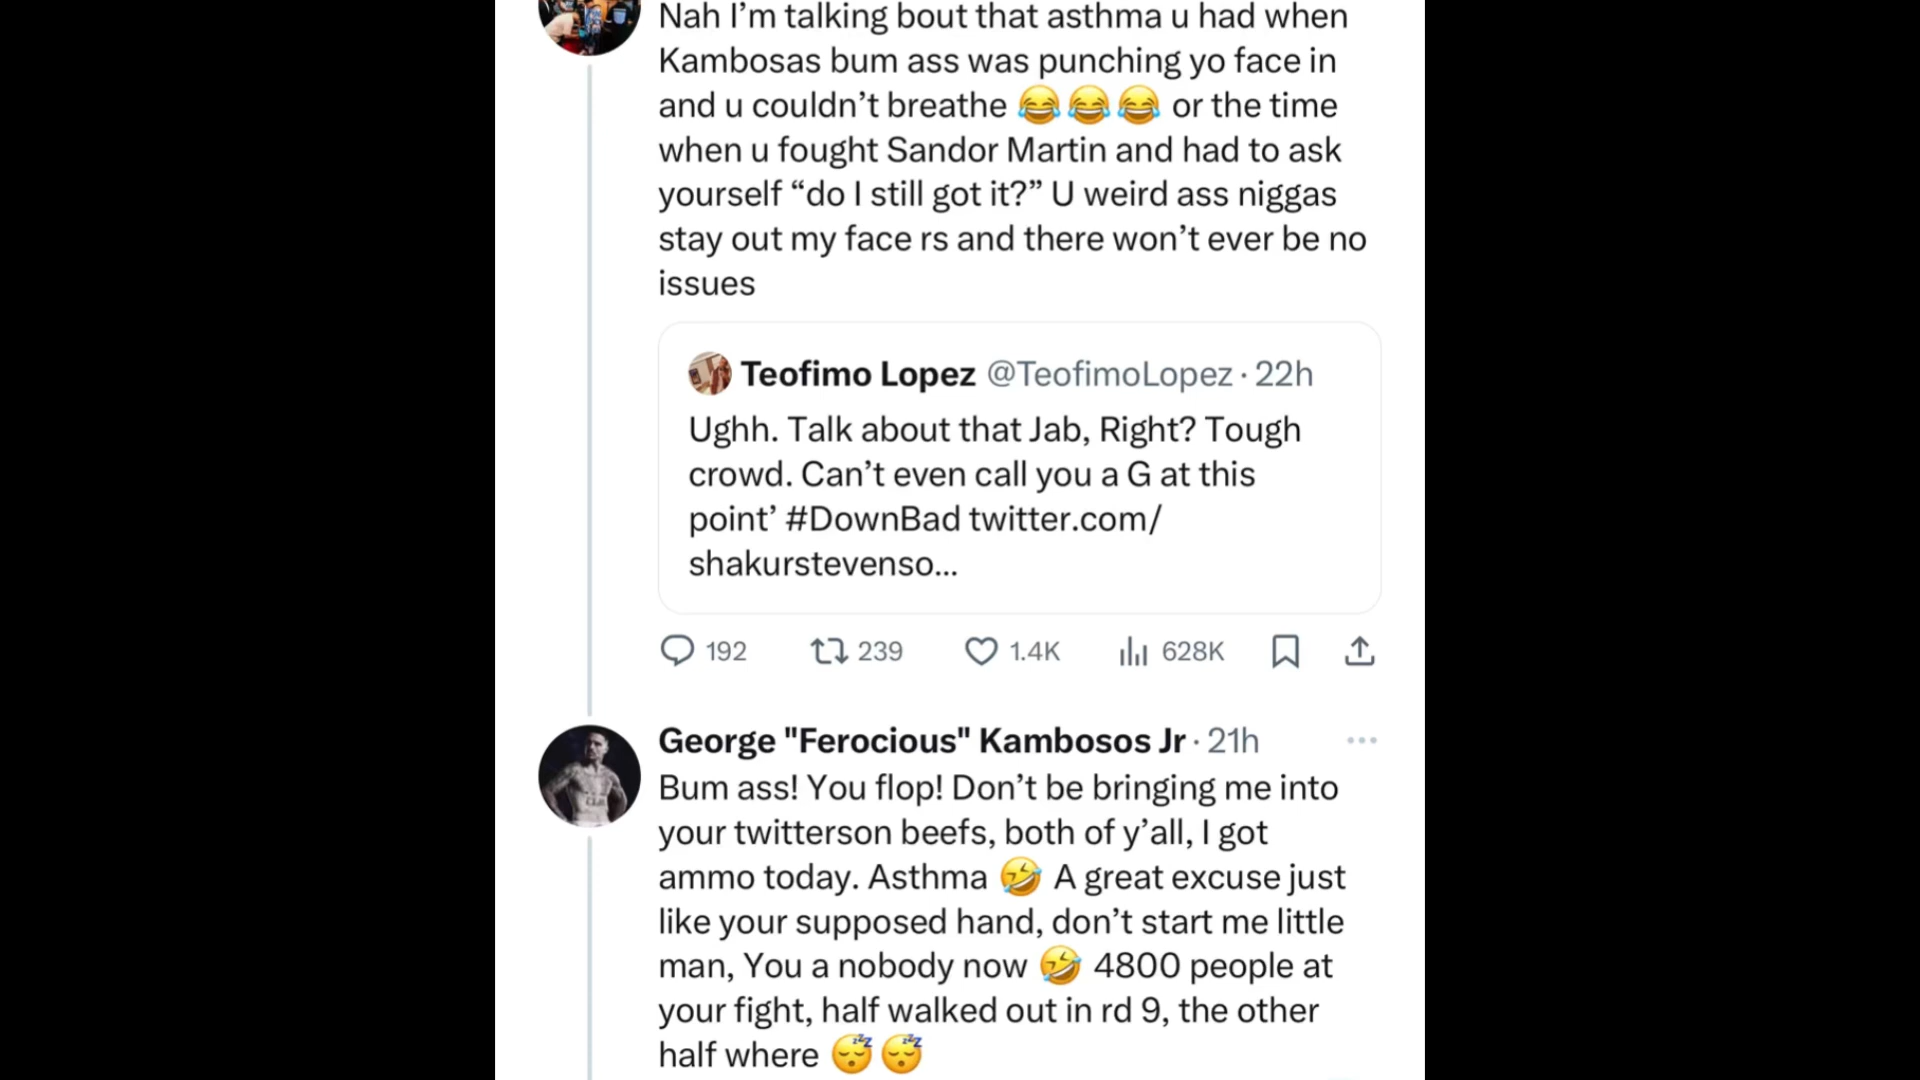 Nah I’m talking bout that asthma u had when
Kambosas bum ass was punching yo face in
and u couldn’t breathe 😂😂😂 or the time
when u fought Sandor Martin and had to ask
yourself “do I still got it?” U weird ass niggas
stay out my face rs and there won’t ever be no
issues
Teofimo Lopez @TeofimoLopez · 22h
Ughh. Talk about that Jab, Right? Tough
crowd. Can’t even call you a G at this
point’ #DownBad twitter.com/
shakurstevenso...
192 239 1.4K 628K
George "Ferocious" Kambosos Jr · 21h
Bum ass! You flop! Don’t be bringing me into
your twitterson beefs, both of y’all, I got
ammo today. Asthma 🤣 A great excuse just
like your supposed hand, don’t start me little
man, You a nobody now 🤣 4800 people at
your fight, half walked out in rd 9, the other
half where 😴😴